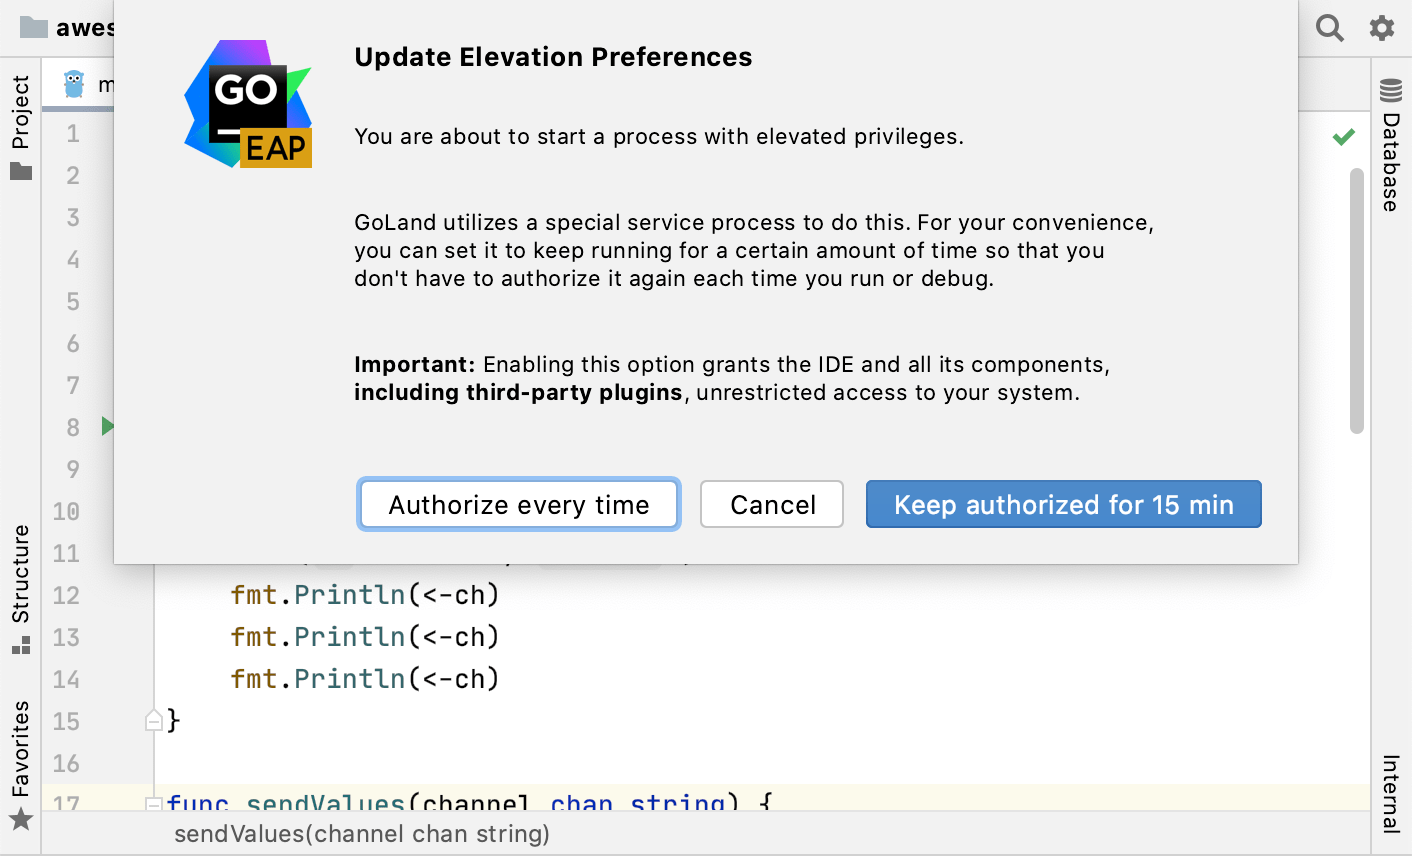 awes
Update Elevation Preferences
GO
EAP
You are about to start a process with elevated privileges.
GoLand utilizes a special service process to do this. For your convenience,
you can set it to keep running for a certain amount of time so that you
don't have to authorize it again each time you run or debug.
Important: Enabling this option grants the IDE and all its components,
including third-party plugins, unrestricted access to your system.
Authorize every time
Cancel
Keep authorized for 15 min
Project
Structure
Favorites
Database
Internal
m
1
2
3
4
5
6
7
8
9
10
11
12 fmt.Println(<-ch)
13 fmt.Println(<-ch)
14 fmt.Println(<-ch)
15 }
16
17 func sendValues(channel chan string) {
sendValues(channel chan string)